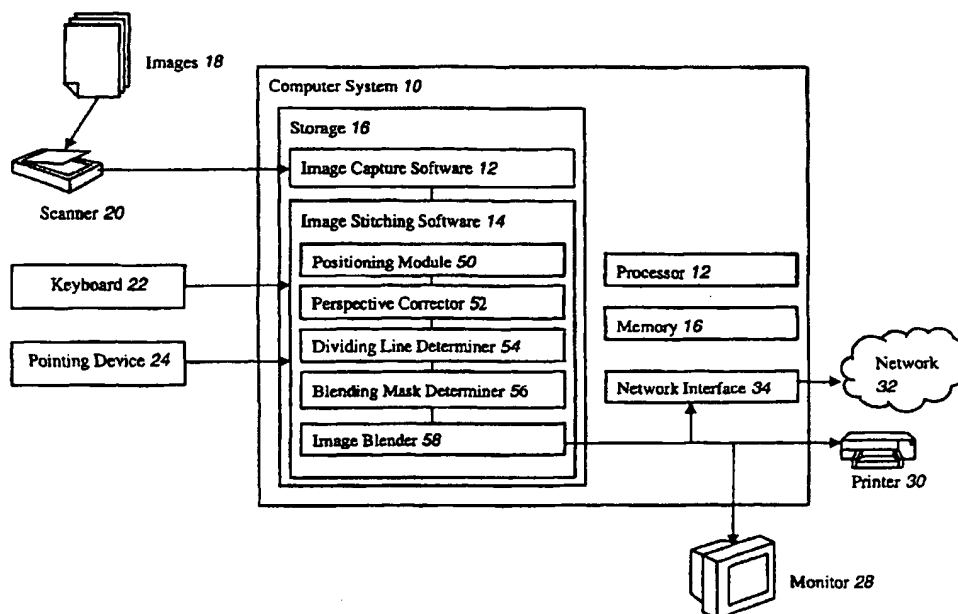 Images 18
Computer System 10
Storage 16
Image Capture Software 12
Scanner 20
Image Stitching Software 14
Positioning Module 50
Processor 12
Keyboard 22
Perspective Corrector 52
Memory 16
Dividing Line Determiner 54
Pointing Device 24
Network 32
Blending Mask Determiner 56
Network Interface 34
Image Blender 58
Printer 30
Monitor 28